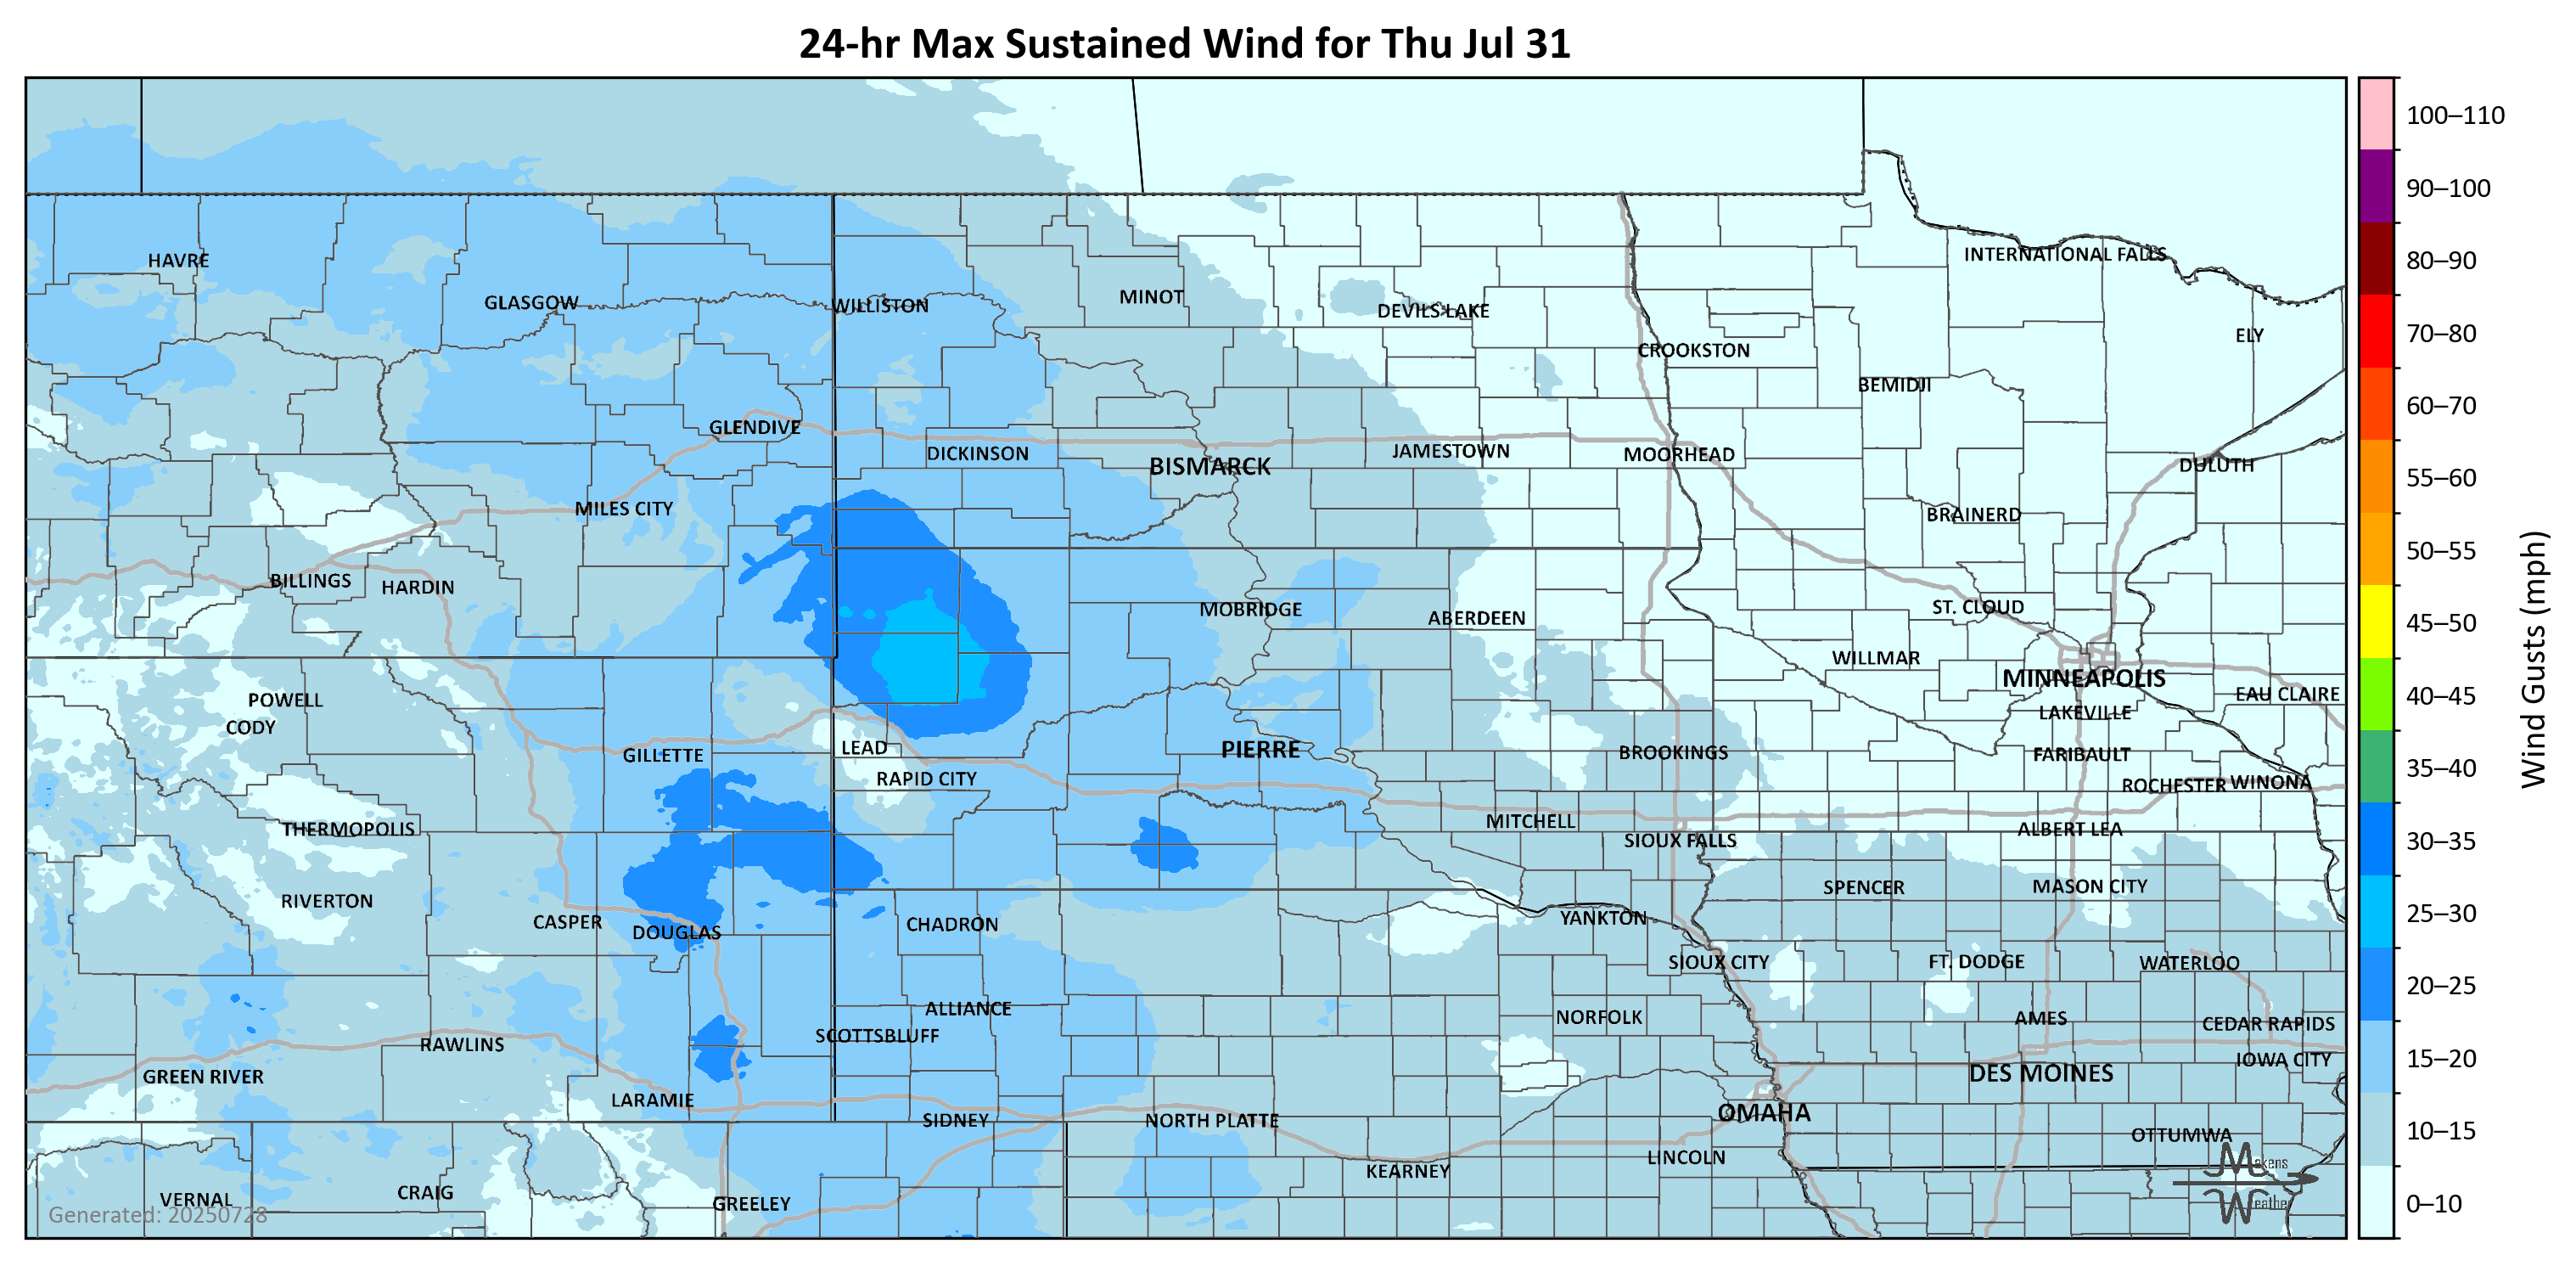 24-hr Max Sustained Wind for Thu Jul 31
100–110
90–100
80–90
70–80
60–70
55–60
50–55
45–50
40–45
35–40
30–35
25–30
20–25
15–20
10–15
0–10
Wind Gusts (mph)
HAVRE
GLASGOW
WILLISTON
MINOT
DEVILS LAKE
INTERNATIONAL FALLS
ELY
CROOKSTON
BEMIDJI
GLENDIVE
DICKINSON
BISMARCK
JAMESTOWN
MOORHEAD
DULUTH
MILES CITY
BRAINERD
BILLINGS
HARDIN
MOBRIDGE
ABERDEEN
ST. CLOUD
WILLMAR
MINNEAPOLIS
EAU CLAIRE
POWELL
CODY
LAKEVILLE
GILLETTE
LEAD
PIERRE
BROOKINGS
FARIBAULT
RAPID CITY
ROCHESTER
WINONA
THERMOPOLIS
MITCHELL
SIOUX FALLS
ALBERT LEA
RIVERTON
SPENCER
MASON CITY
CASPER
DOUGLAS
CHADRON
YANKTON
SIOUX CITY
FT. DODGE
WATERLOO
ALLIANCE
NORFOLK
AMES
CEDAR RAPIDS
SCOTTSBLUFF
RAWLINS
IOWA CITY
GREEN RIVER
DES MOINES
LARAMIE
SIDNEY
NORTH PLATTE
OMAHA
OTTUMWA
LINCOLN
KEARNEY
VERNAL
CRAIG
GREELEY
Generated: 20250728
Makens
Weather